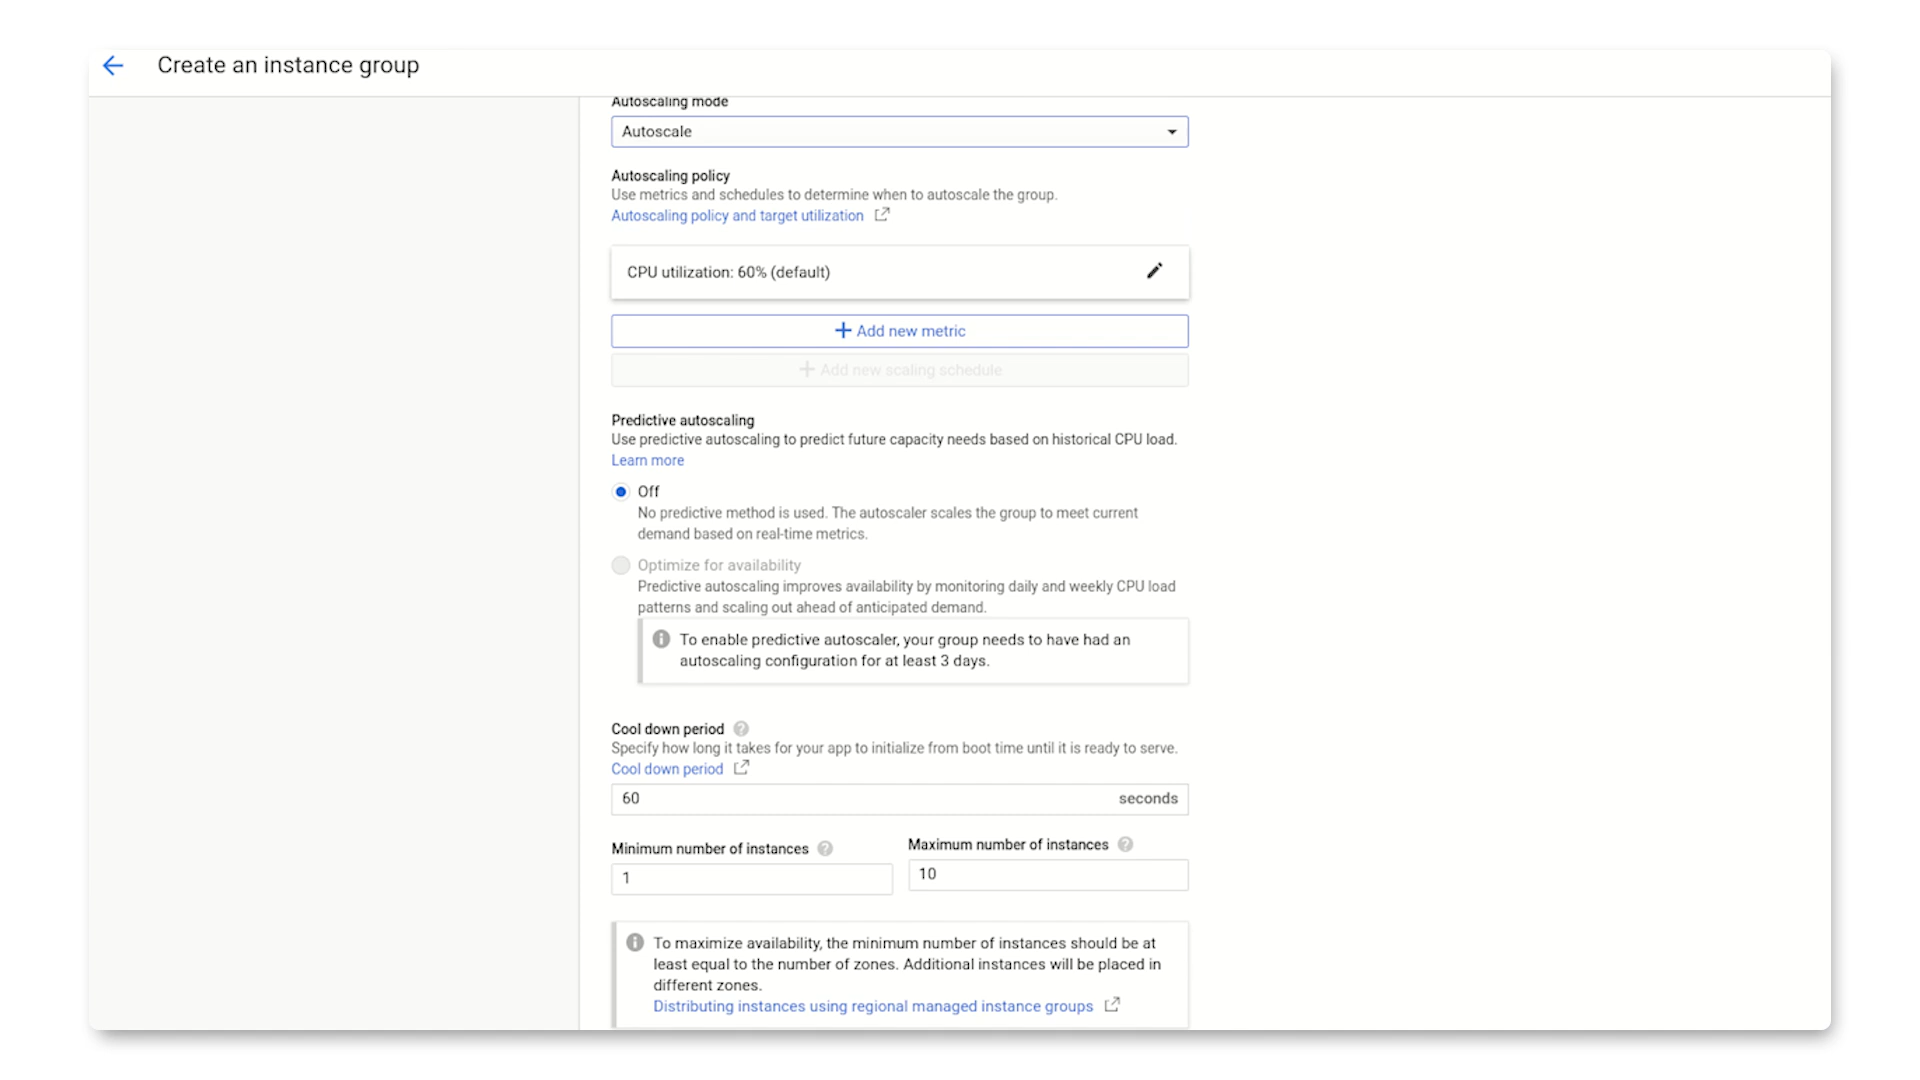 Create an instance group
Autoscaling mode
Autoscale
Autoscaling policy
Use metrics and schedules to determine when to autoscale the group.
Autoscaling policy and target utilization
CPU utilization: 60% (default)
Add new metric
Add new scaling schedule
Predictive autoscaling
Use predictive autoscaling to predict future capacity needs based on historical CPU load.
Learn more
Off
No predictive method is used. The autoscaler scales the group to meet current
demand based on real-time metrics.
Optimize for availability
Predictive autoscaling improves availability by monitoring daily and weekly CPU load
patterns and scaling out ahead of anticipated demand.
To enable predictive autoscaler, your group needs to have had an
autoscaling configuration for at least 3 days.
Cool down period
Specify how long it takes for your app to initialize from boot time until it is ready to serve.
Cool down period
60 seconds
Minimum number of instances
1
Maximum number of instances
10
To maximize availability, the minimum number of instances should be at
least equal to the number of zones. Additional instances will be placed in
different zones.
Distributing instances using regional managed instance groups